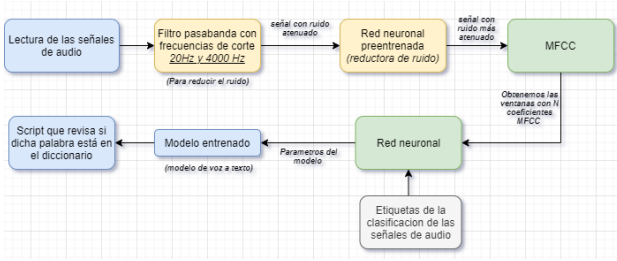 Lectura de las señales
de audio
Filtro pasabanda con
frecuencias de corte
20Hz y 4000 Hz
(Para reducir el ruido)
señal con
ruido
atenuado
Red neuronal
preentrenada
(reductora de ruido)
señal con
ruido más
atenuado
MFCC
Obtenemos las
ventanas con N
coeficientes
MFCC
Script que revisa si
dicha palabra está en
el diccionario
Modelo entrenado
(modelo de voz a texto)
Parametros del
modelo
Red neuronal
Etiquetas de la
clasificacion de las
señales de audio